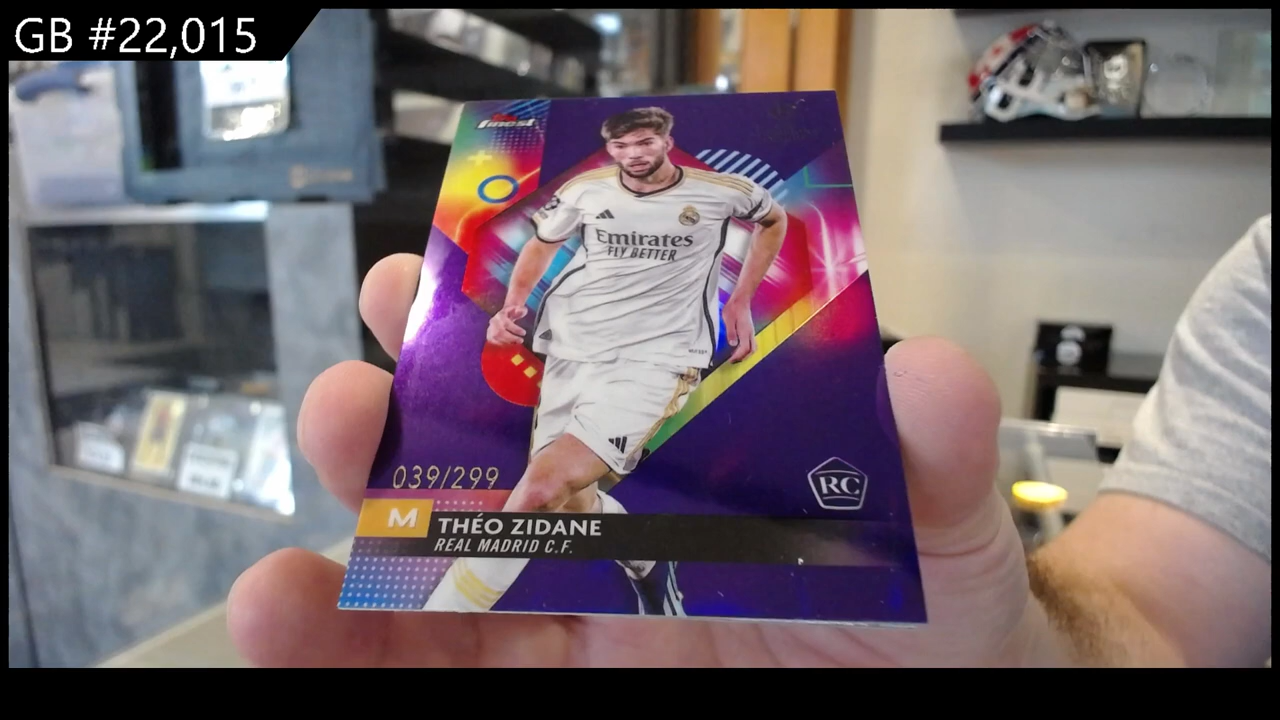 GB #22,015
finest
Emirates
FLY BETTER
039/299
RC
M THÉO ZIDANE
REAL MADRID C.F.